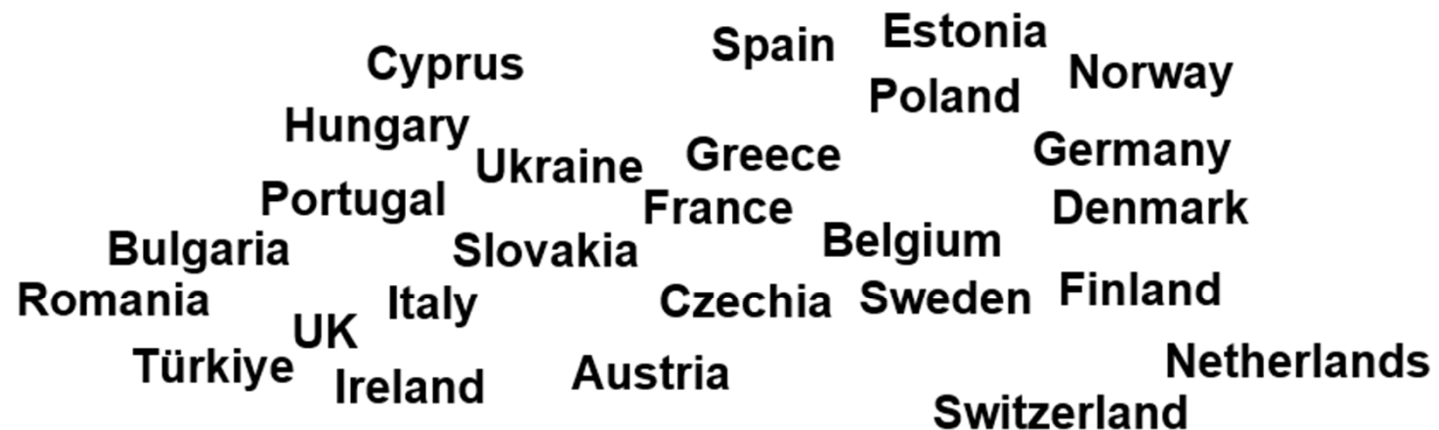 Spain Estonia
Cyprus Norway
Poland
Hungary Ukraine Greece Germany
Portugal France Denmark
Bulgaria Slovakia Belgium
Romania Italy Czechia Sweden Finland
UK
Türkiye Ireland Austria Netherlands
Switzerland